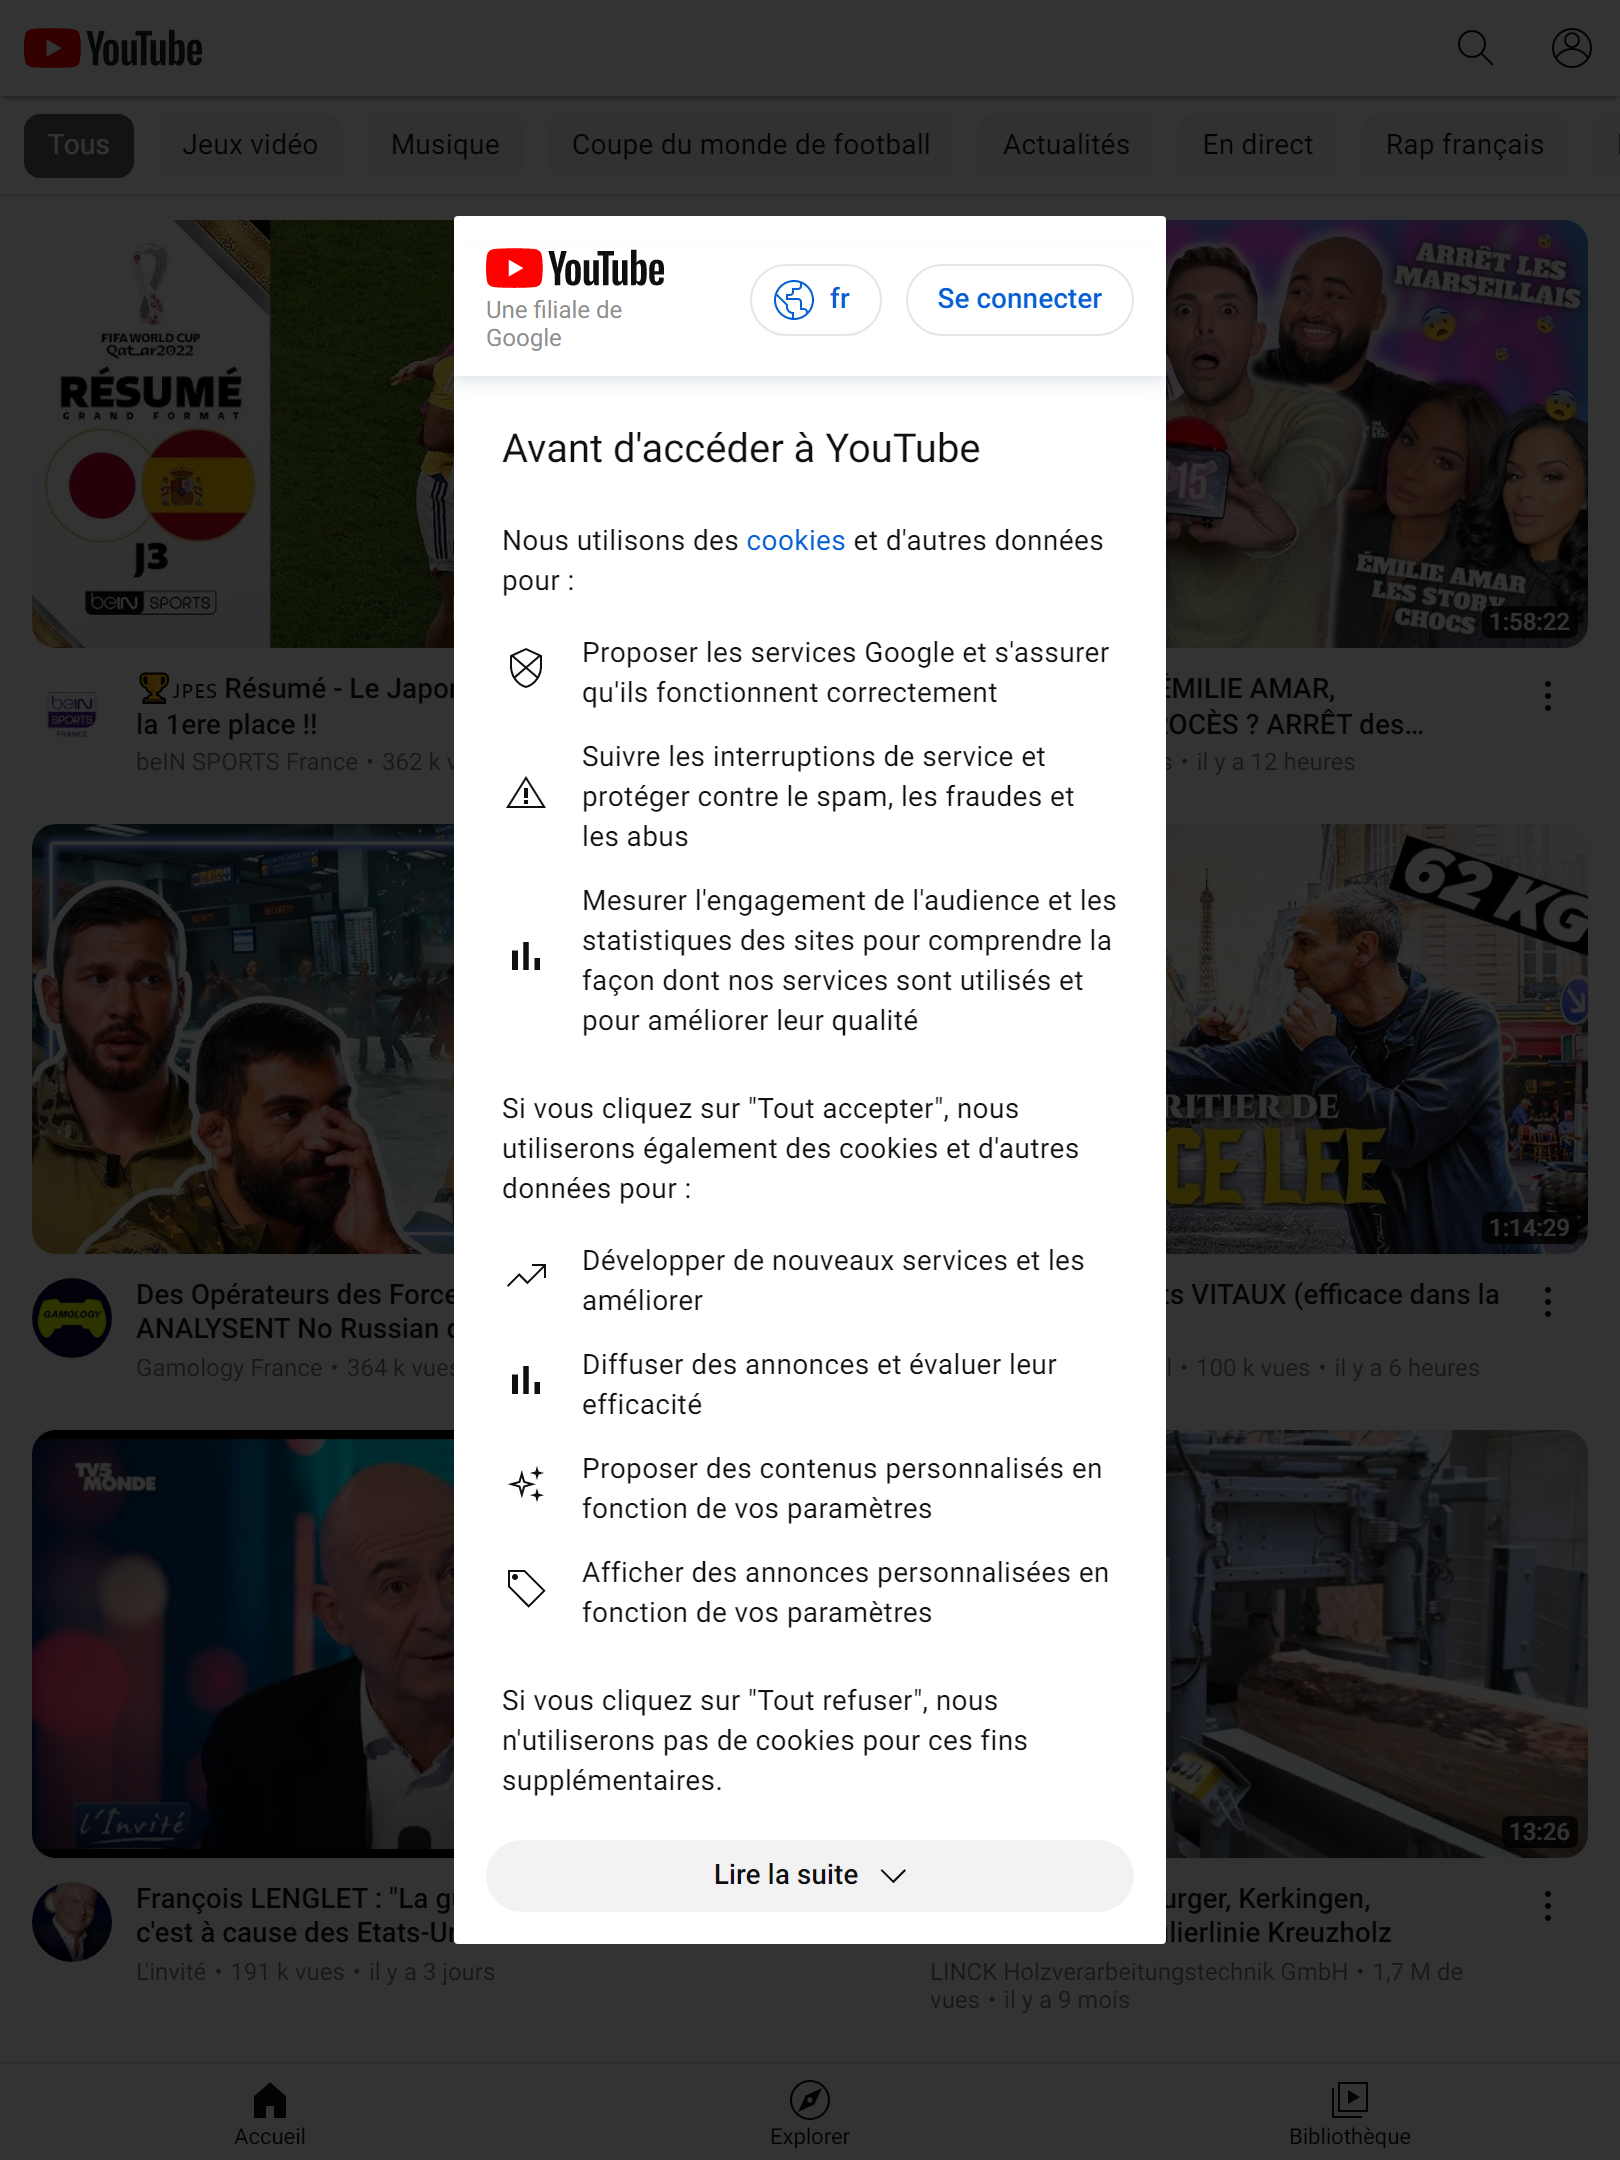 YouTube
Tous
Jeux vidéo
Musique
Coupe du monde de football
Actualités
En direct
Rap français
FIFA WORLD CUP
Qatar2022
RÉSUMÉ
GRAND FORMAT
J3
beIN SPORTS
ARRÊT LES
MARSEILLAIS
15
ÉMILIE AMAR
LES STORY
CHOCS
1:58:22
beIN
SPORTS
FRANCE
🏆JPES Résumé - Le Japon
la 1ere place !!
beIN SPORTS France • 362 k v
ÉMILIE AMAR,
OCÈS ? ARRÊT des…
s • il y a 12 heures
YouTube
Une filiale de
Google
fr
Se connecter
Avant d'accéder à YouTube
Nous utilisons des cookies et d'autres données
pour :
Proposer les services Google et s'assurer
qu'ils fonctionnent correctement
Suivre les interruptions de service et
protéger contre le spam, les fraudes et
les abus
Mesurer l'engagement de l'audience et les
statistiques des sites pour comprendre la
façon dont nos services sont utilisés et
pour améliorer leur qualité
Si vous cliquez sur "Tout accepter", nous
utiliserons également des cookies et d'autres
données pour :
Développer de nouveaux services et les
améliorer
Diffuser des annonces et évaluer leur
efficacité
Proposer des contenus personnalisés en
fonction de vos paramètres
Afficher des annonces personnalisées en
fonction de vos paramètres
Si vous cliquez sur "Tout refuser", nous
n'utiliserons pas de cookies pour ces fins
supplémentaires.
Lire la suite
SECURITY
SECURITY
62 KG
RITIER DE
CE LEE
1:14:29
GAMOLOGY
Des Opérateurs des Force
ANALYSENT No Russian d
Gamology France • 364 k vues
ts VITAUX (efficace dans la
l • 100 k vues • il y a 6 heures
TV5
MONDE
L'Invité
13:26
François LENGLET : "La g
c'est à cause des Etats-Un
L'invité • 191 k vues • il y a 3 jours
urger, Kerkingen,
lierlinie Kreuzholz
LINCK Holzverarbeitungstechnik GmbH • 1,7 M de
vues • il y a 9 mois
Accueil
Explorer
Bibliothèque